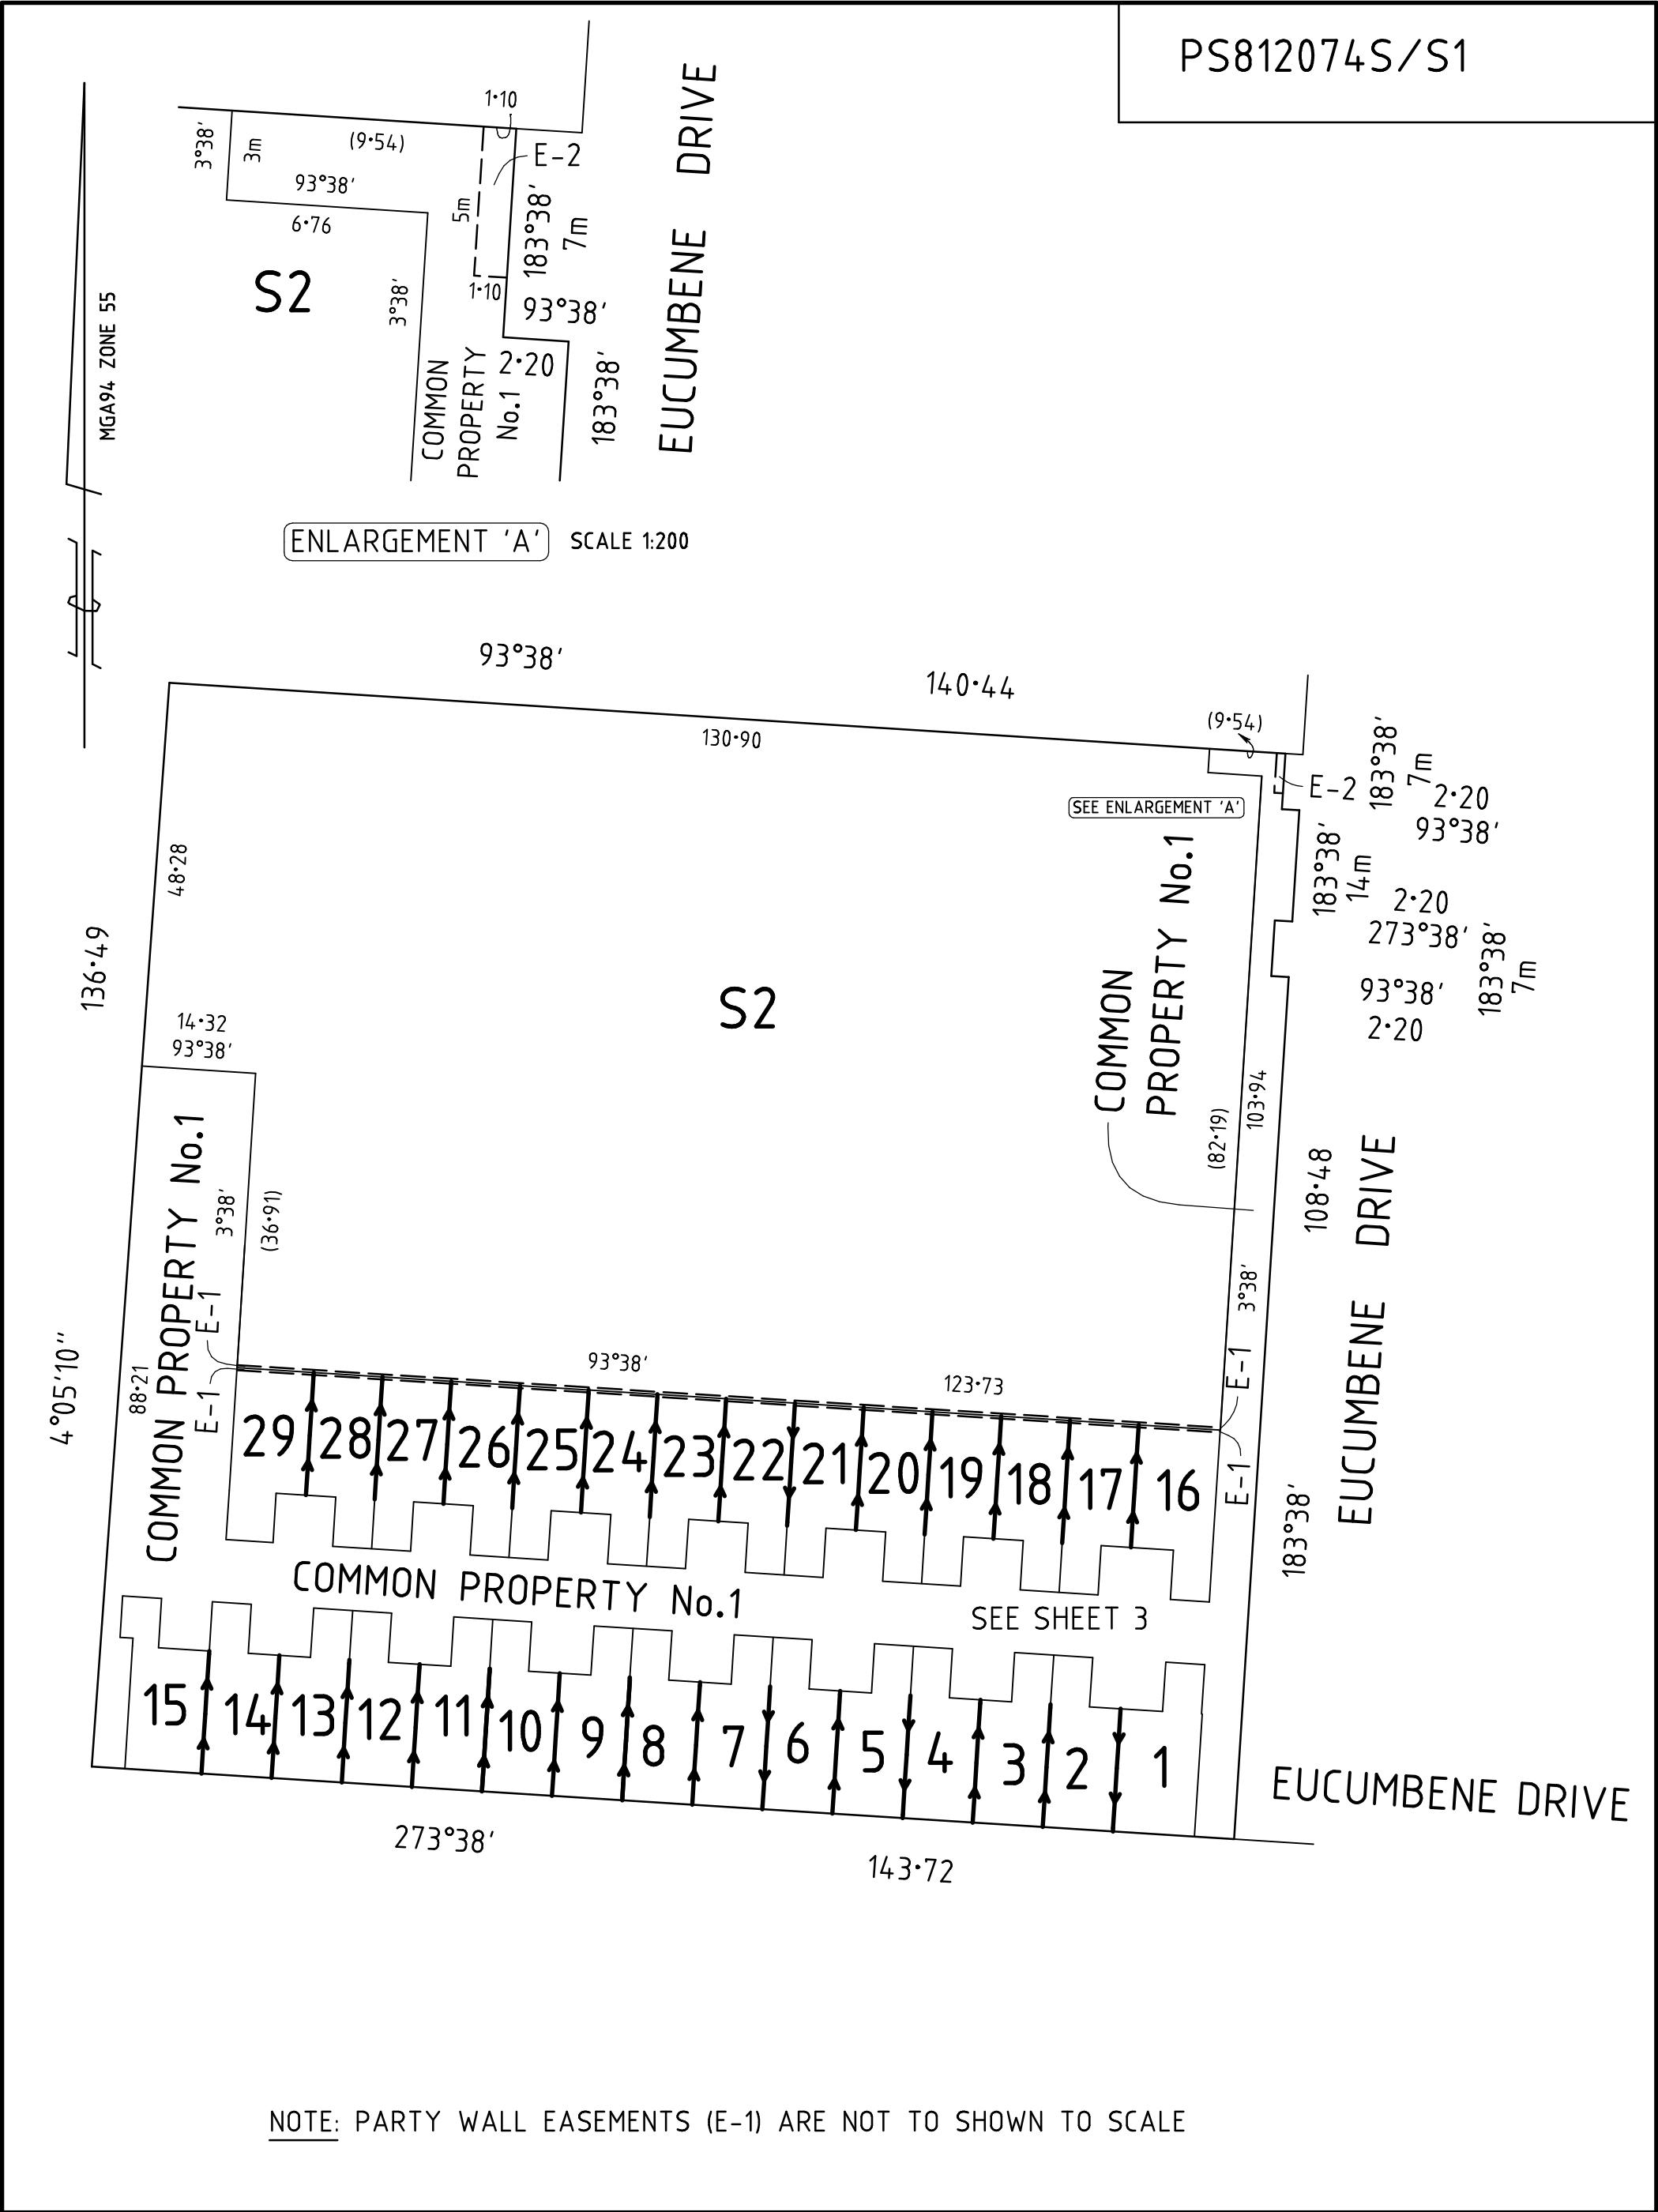 PS812074S/S1
MGA94 ZONE 55
1·10
3°38'
3m
(9·54)
E-2
93°38'
6·76
5m
183°38'
7m
S2
3°38'
1·10
93°38'
2·20
COMMON
PROPERTY
No.1
183°38'
EUCUMBENE DRIVE
ENLARGEMENT 'A'
SCALE 1:200
93°38'
140·44
130·90
(9·54)
E-2
183°38'
7m
2·20
93°38'
SEE ENLARGEMENT 'A'
183°38'
14m
2·20
273°38'
183°38'
7m
93°38'
2·20
48·28
136·49
S2
COMMON
PROPERTY No.1
14·32
93°38'
COMMON PROPERTY No.1
3°38'
(36·91)
(82·19)
103·94
108·48
EUCUMBENE DRIVE
3°38'
E-1
E-1
4°05'10"
88·21
93°38'
123·73
E-1
E-1
183°38'
29 28 27 26 25 24 23 22 21 20 19 18 17 16
COMMON PROPERTY No.1
SEE SHEET 3
15 14 13 12 11 10 9 8 7 6 5 4 3 2 1
EUCUMBENE DRIVE
273°38'
143·72
NOTE: PARTY WALL EASEMENTS (E-1) ARE NOT TO SHOWN TO SCALE